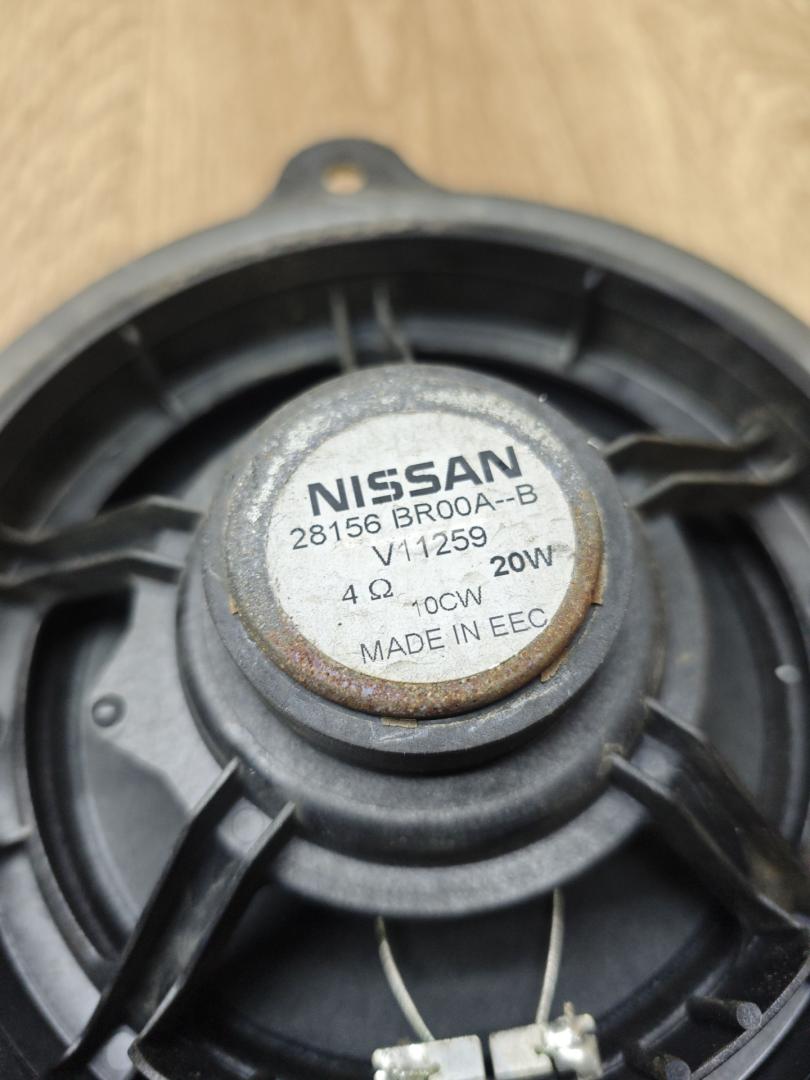 NISSAN
28156 BR00A--B
V11259
4 Ω 20W
10CW
MADE IN EEC